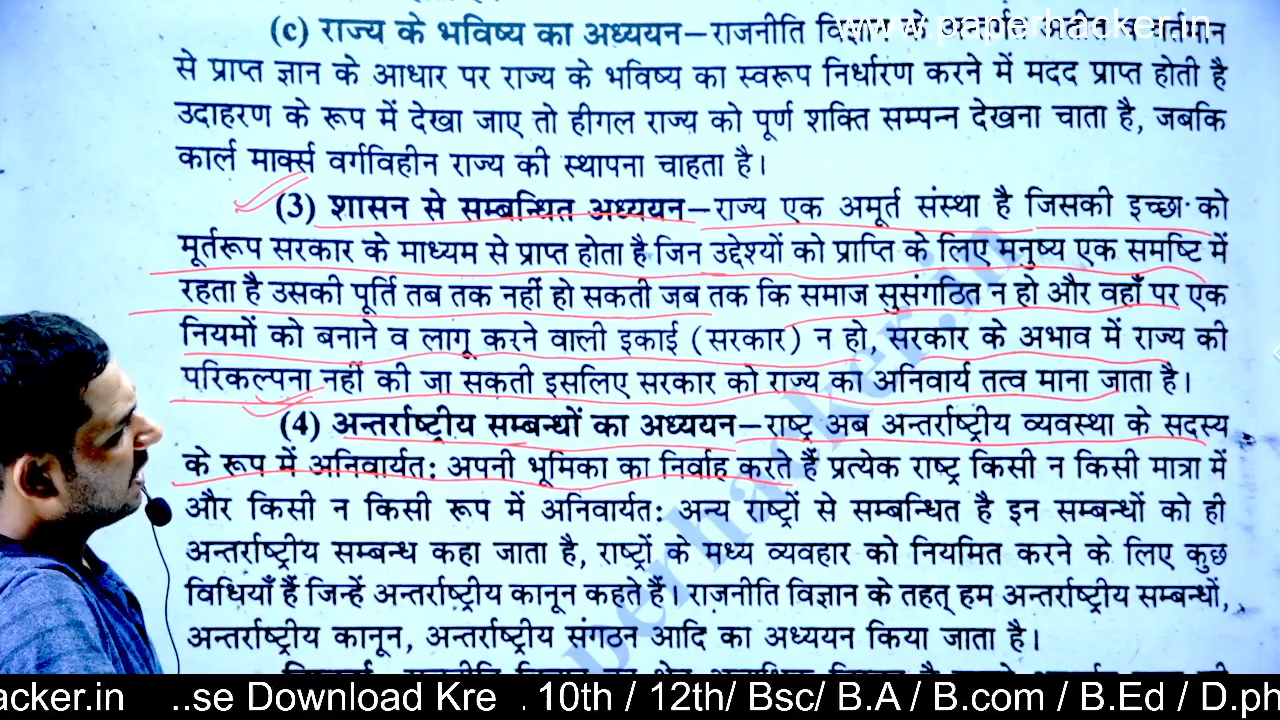 www.paperhacker.in
(c) राज्य के भविष्य का अध्ययन–राजनीति विज्ञान के अन्तर्गत अतीत व वर्तमान
से प्राप्त ज्ञान के आधार पर राज्य के भविष्य का स्वरूप निर्धारण करने में मदद प्राप्त होती है
उदाहरण के रूप में देखा जाए तो हीगल राज्य को पूर्ण शक्ति सम्पन्न देखना चाता है, जबकि
कार्ल मार्क्स वर्गविहीन राज्य की स्थापना चाहता है।
(3) शासन से सम्बन्धित अध्ययन–राज्य एक अमूर्त संस्था है जिसकी इच्छा को
मूर्तरूप सरकार के माध्यम से प्राप्त होता है जिन उद्देश्यों को प्राप्ति के लिए मनुष्य एक समष्टि में
रहता है उसकी पूर्ति तब तक नहीं हो सकती जब तक कि समाज सुसंगठित न हो और वहाँ पर एक
नियमों को बनाने व लागू करने वाली इकाई (सरकार) न हो, सरकार के अभाव में राज्य की
परिकल्पना नहीं की जा सकती इसलिए सरकार को राज्य का अनिवार्य तत्व माना जाता है।
(4) अन्तर्राष्ट्रीय सम्बन्धों का अध्ययन–राष्ट्र अब अन्तर्राष्ट्रीय व्यवस्था के सदस्य
के रूप में अनिवार्यत: अपनी भूमिका का निर्वाह करते हैं प्रत्येक राष्ट्र किसी न किसी मात्रा में
और किसी न किसी रूप में अनिवार्यत: अन्य राष्ट्रों से सम्बन्धित है इन सम्बन्धों को ही
अन्तर्राष्ट्रीय सम्बन्ध कहा जाता है, राष्ट्रों के मध्य व्यवहार को नियमित करने के लिए कुछ
विधियाँ हैं जिन्हें अन्तर्राष्ट्रीय कानून कहते हैं। राजनीति विज्ञान के तहत् हम अन्तर्राष्ट्रीय सम्बन्धों,
अन्तर्राष्ट्रीय कानून, अन्तर्राष्ट्रीय संगठन आदि का अध्ययन किया जाता है।
perhacker.in
acker.in ..se Download Kre . 10th / 12th/ Bsc/ B.A / B.com / B.Ed / D.ph